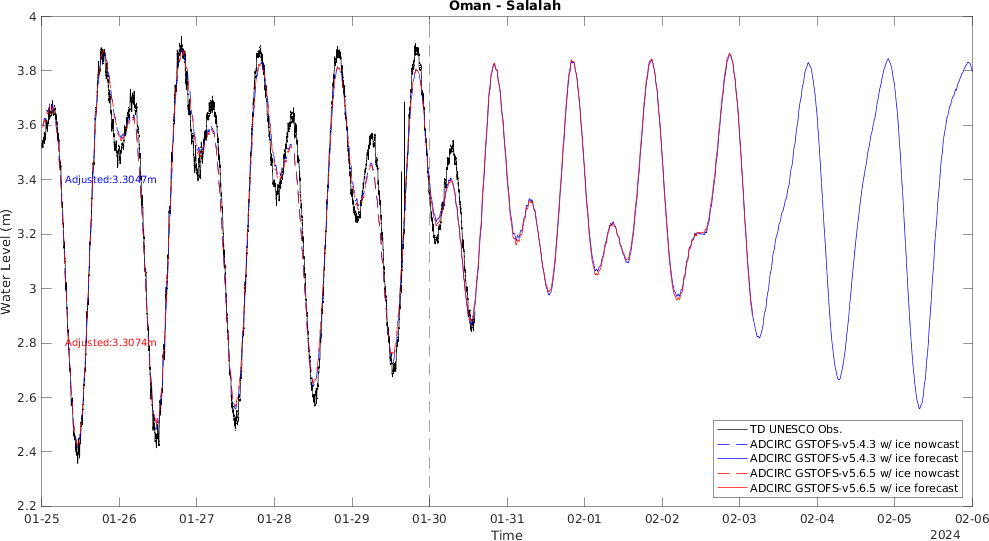 Oman - Salalah
4
3.8
3.6
3.4
3.2
3
2.8
2.6
2.4
2.2
Water Level (m)
Adjusted:3.3047m
Adjusted:3.3074m
TD UNESCO Obs.
ADCIRC GSTOFS-v5.4.3 w/ ice nowcast
ADCIRC GSTOFS-v5.4.3 w/ ice forecast
ADCIRC GSTOFS-v5.6.5 w/ ice nowcast
ADCIRC GSTOFS-v5.6.5 w/ ice forecast
01-25 01-26 01-27 01-28 01-29 01-30 01-31 02-01 02-02 02-03 02-04 02-05 02-06
Time
2024